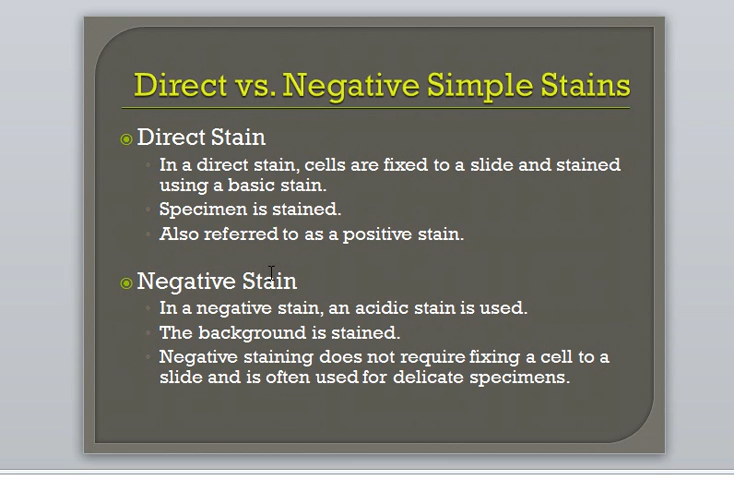 Direct vs. Negative Simple Stains
Direct Stain
In a direct stain, cells are fixed to a slide and stained
using a basic stain.
Specimen is stained.
Also referred to as a positive stain.
Negative Stain
In a negative stain, an acidic stain is used.
The background is stained.
Negative staining does not require fixing a cell to a
slide and is often used for delicate specimens.